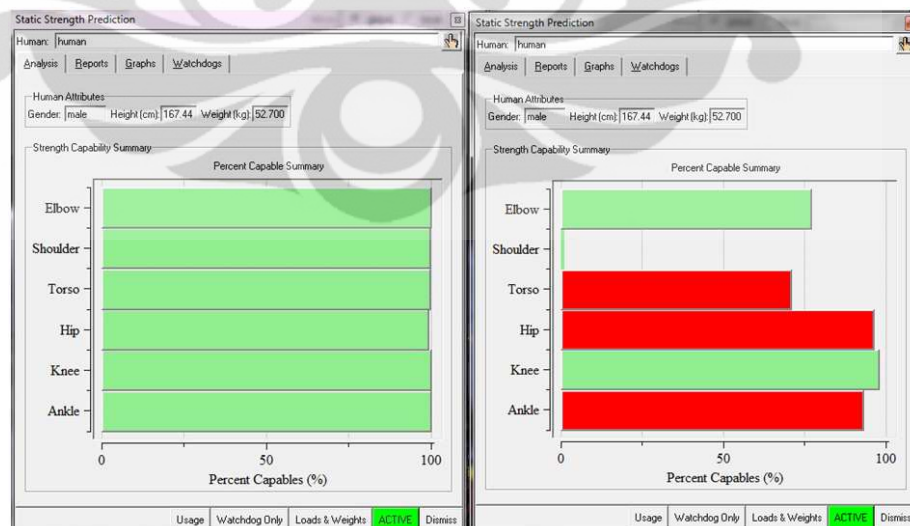 Static Strength Prediction
Human: human
Analysis Reports Graphs Watchdogs
Human Attributes
Gender: male Height (cm): 167.44 Weight (kg): 52.700
Strength Capability Summary
Percent Capable Summary
Elbow
Shoulder
Torso
Hip
Knee
Ankle
0 50 100
Percent Capables (%)
Usage Watchdog Only Loads & Weights ACTIVE Dismiss
Static Strength Prediction
Human: human
Analysis Reports Graphs Watchdogs
Human Attributes
Gender: male Height (cm): 167.44 Weight (kg): 52.700
Strength Capability Summary
Percent Capable Summary
Elbow
Shoulder
Torso
Hip
Knee
Ankle
0 50 100
Percent Capables (%)
Usage Watchdog Only Loads & Weights ACTIVE Dismiss